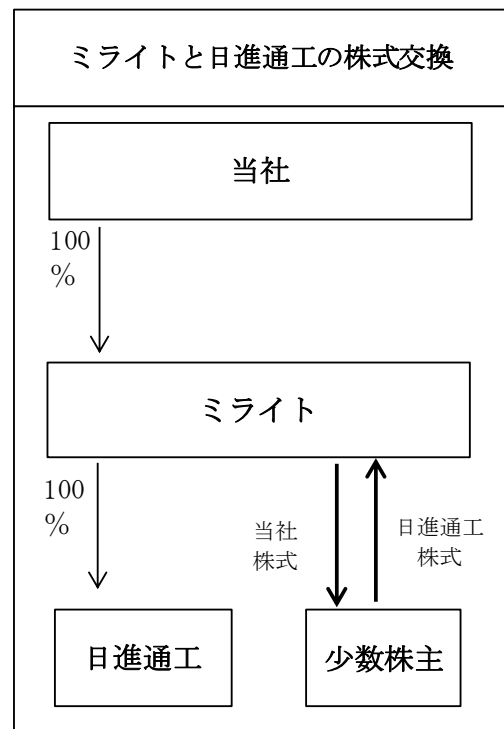 ミライトと日進通工の株式交換
当社
100
%
ミライト
100
%
当社
株式
日進通工
株式
日進通工
少数株主